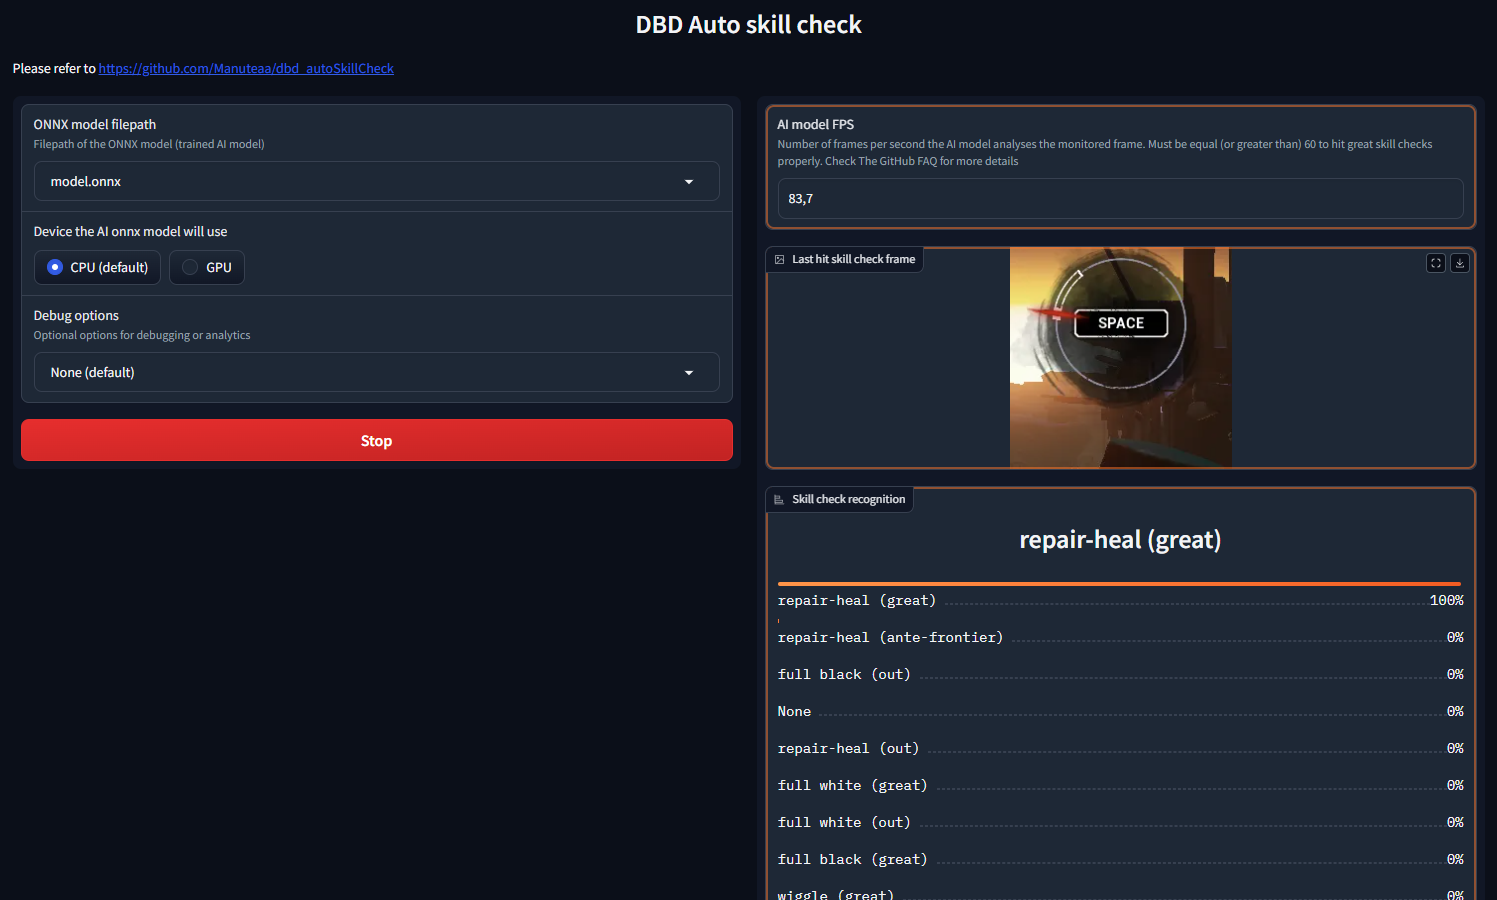 DBD Auto skill check
Please refer to https://github.com/Manuteaa/dbd_autoSkillCheck
ONNX model filepath
Filepath of the ONNX model (trained AI model)
model.onnx
Device the AI onnx model will use
CPU (default)
GPU
Debug options
Optional options for debugging or analytics
None (default)
Stop
AI model FPS
Number of frames per second the AI model analyses the monitored frame. Must be equal (or greater than) 60 to hit great skill checks
properly. Check The GitHub FAQ for more details
83,7
Last hit skill check frame
SPACE
Skill check recognition
repair-heal (great)
repair-heal (great) 100%
repair-heal (ante-frontier) 0%
full black (out) 0%
None 0%
repair-heal (out) 0%
full white (great) 0%
full white (out) 0%
full black (great) 0%
wiggle (great) 0%